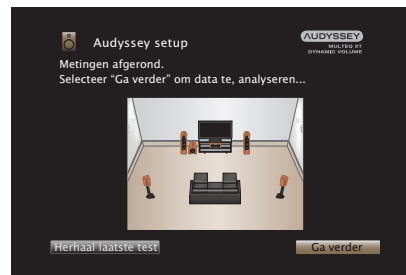 Audyssey setup
AUDYSSEY
MULTEQ XT
DYNAMIC VOLUME
Metingen afgerond.
Selecteer “Ga verder” om data te, analyseren...
Herhaal laatste test
Ga verder